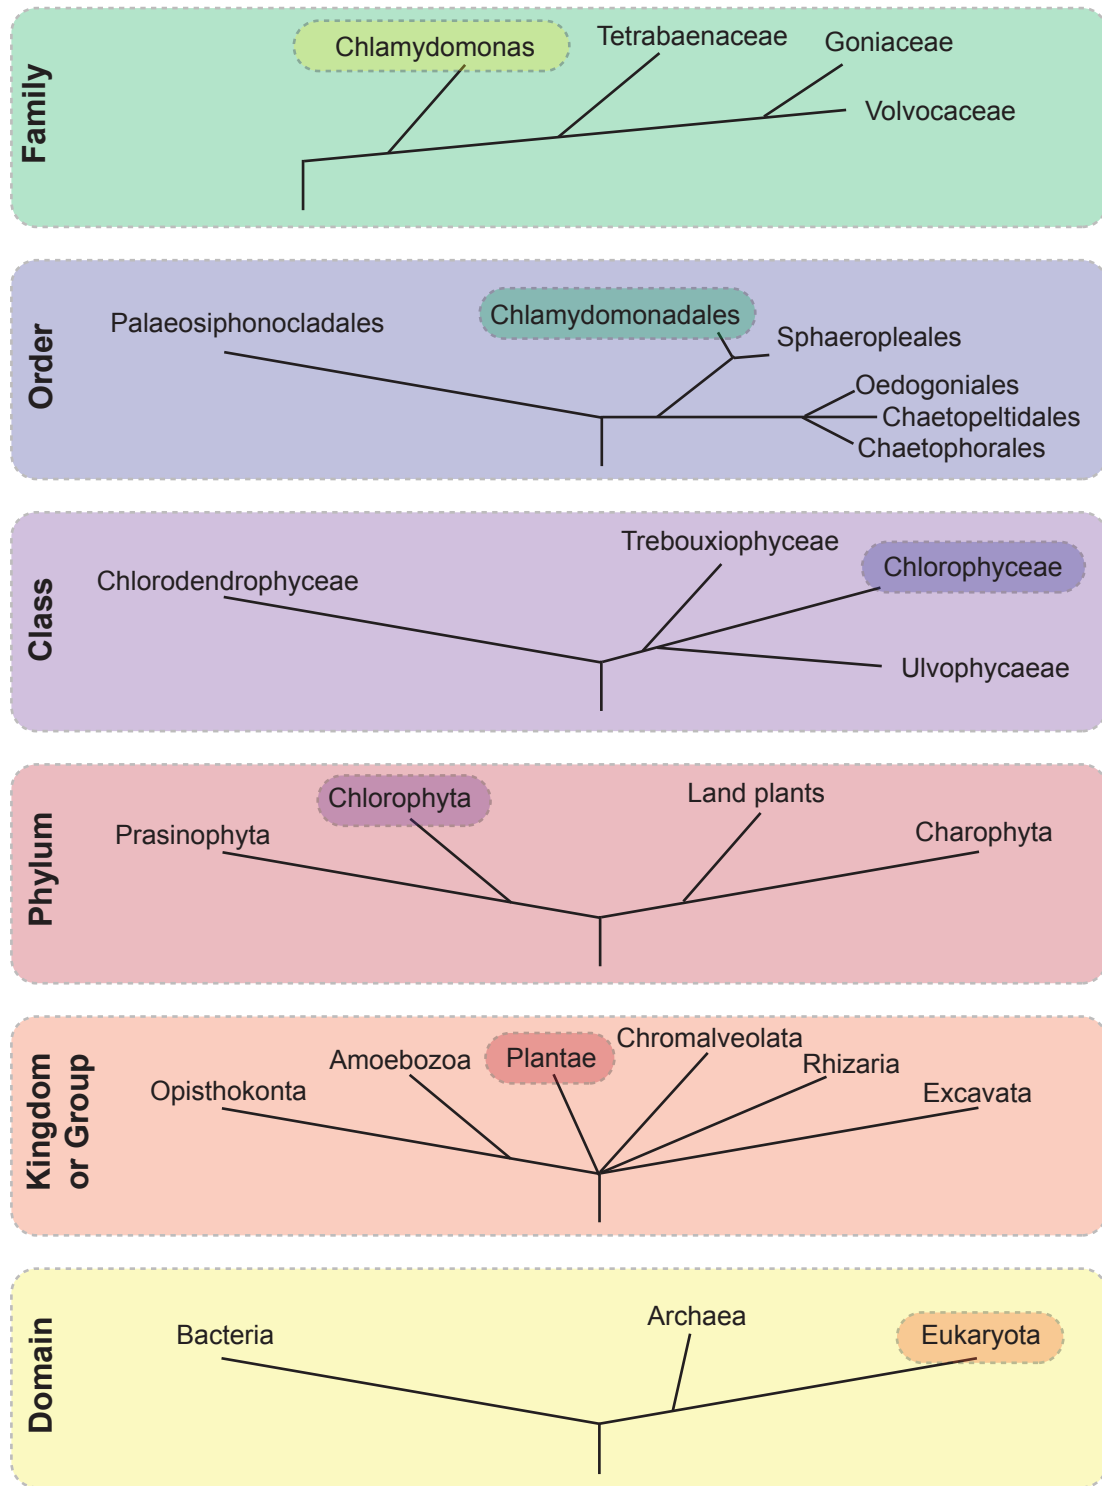 Family
Chlamydomonas
Tetrabaenaceae
Goniaceae
Volvocaceae
Order
Palaeosiphonocladales
Chlamydomonadales
Sphaeropleales
Oedogoniales
Chaetopeltidales
Chaetophorales
Class
Chlorodendrophyceae
Trebouxiophyceae
Chlorophyceae
Ulvophycaeae
Phylum
Prasinophyta
Chlorophyta
Land plants
Charophyta
Kingdom
or Group
Opisthokonta
Amoebozoa
Plantae
Chromalveolata
Rhizaria
Excavata
Domain
Bacteria
Archaea
Eukaryota